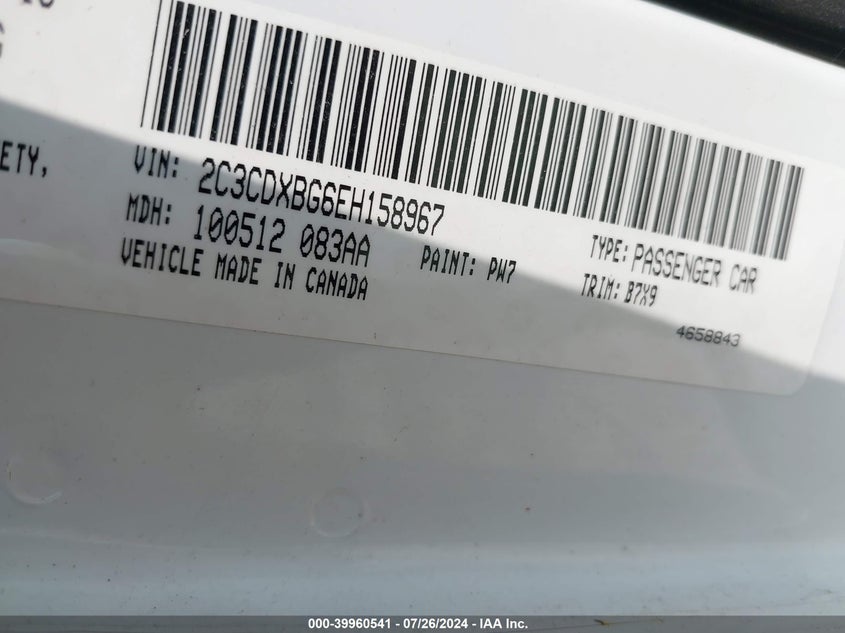 ETY,
VIN: 2C3CDXBG6EH158967
MDH: 100512 083AA
VEHICLE MADE IN CANADA
PAINT: PW7
TYPE: PASSENGER CAR
TRIM: B7X9
4658843
000-39960541 - 07/26/2024 - IAA Inc.